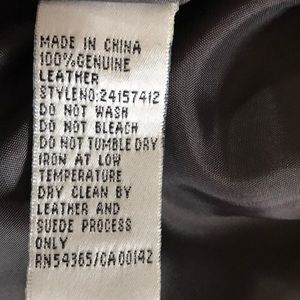 MADE IN CHINA
100%GENUINE
LEATHER
STYLENO:24157412
DO NOT WASH
DO NOT BLEACH
DO NOT TUMBLE DRY
IRON AT LOW
TEMPERATURE
DRY CLEAN BY
LEATHER AND
SUEDE PROCESS
ONLY
RN54365/CA00142